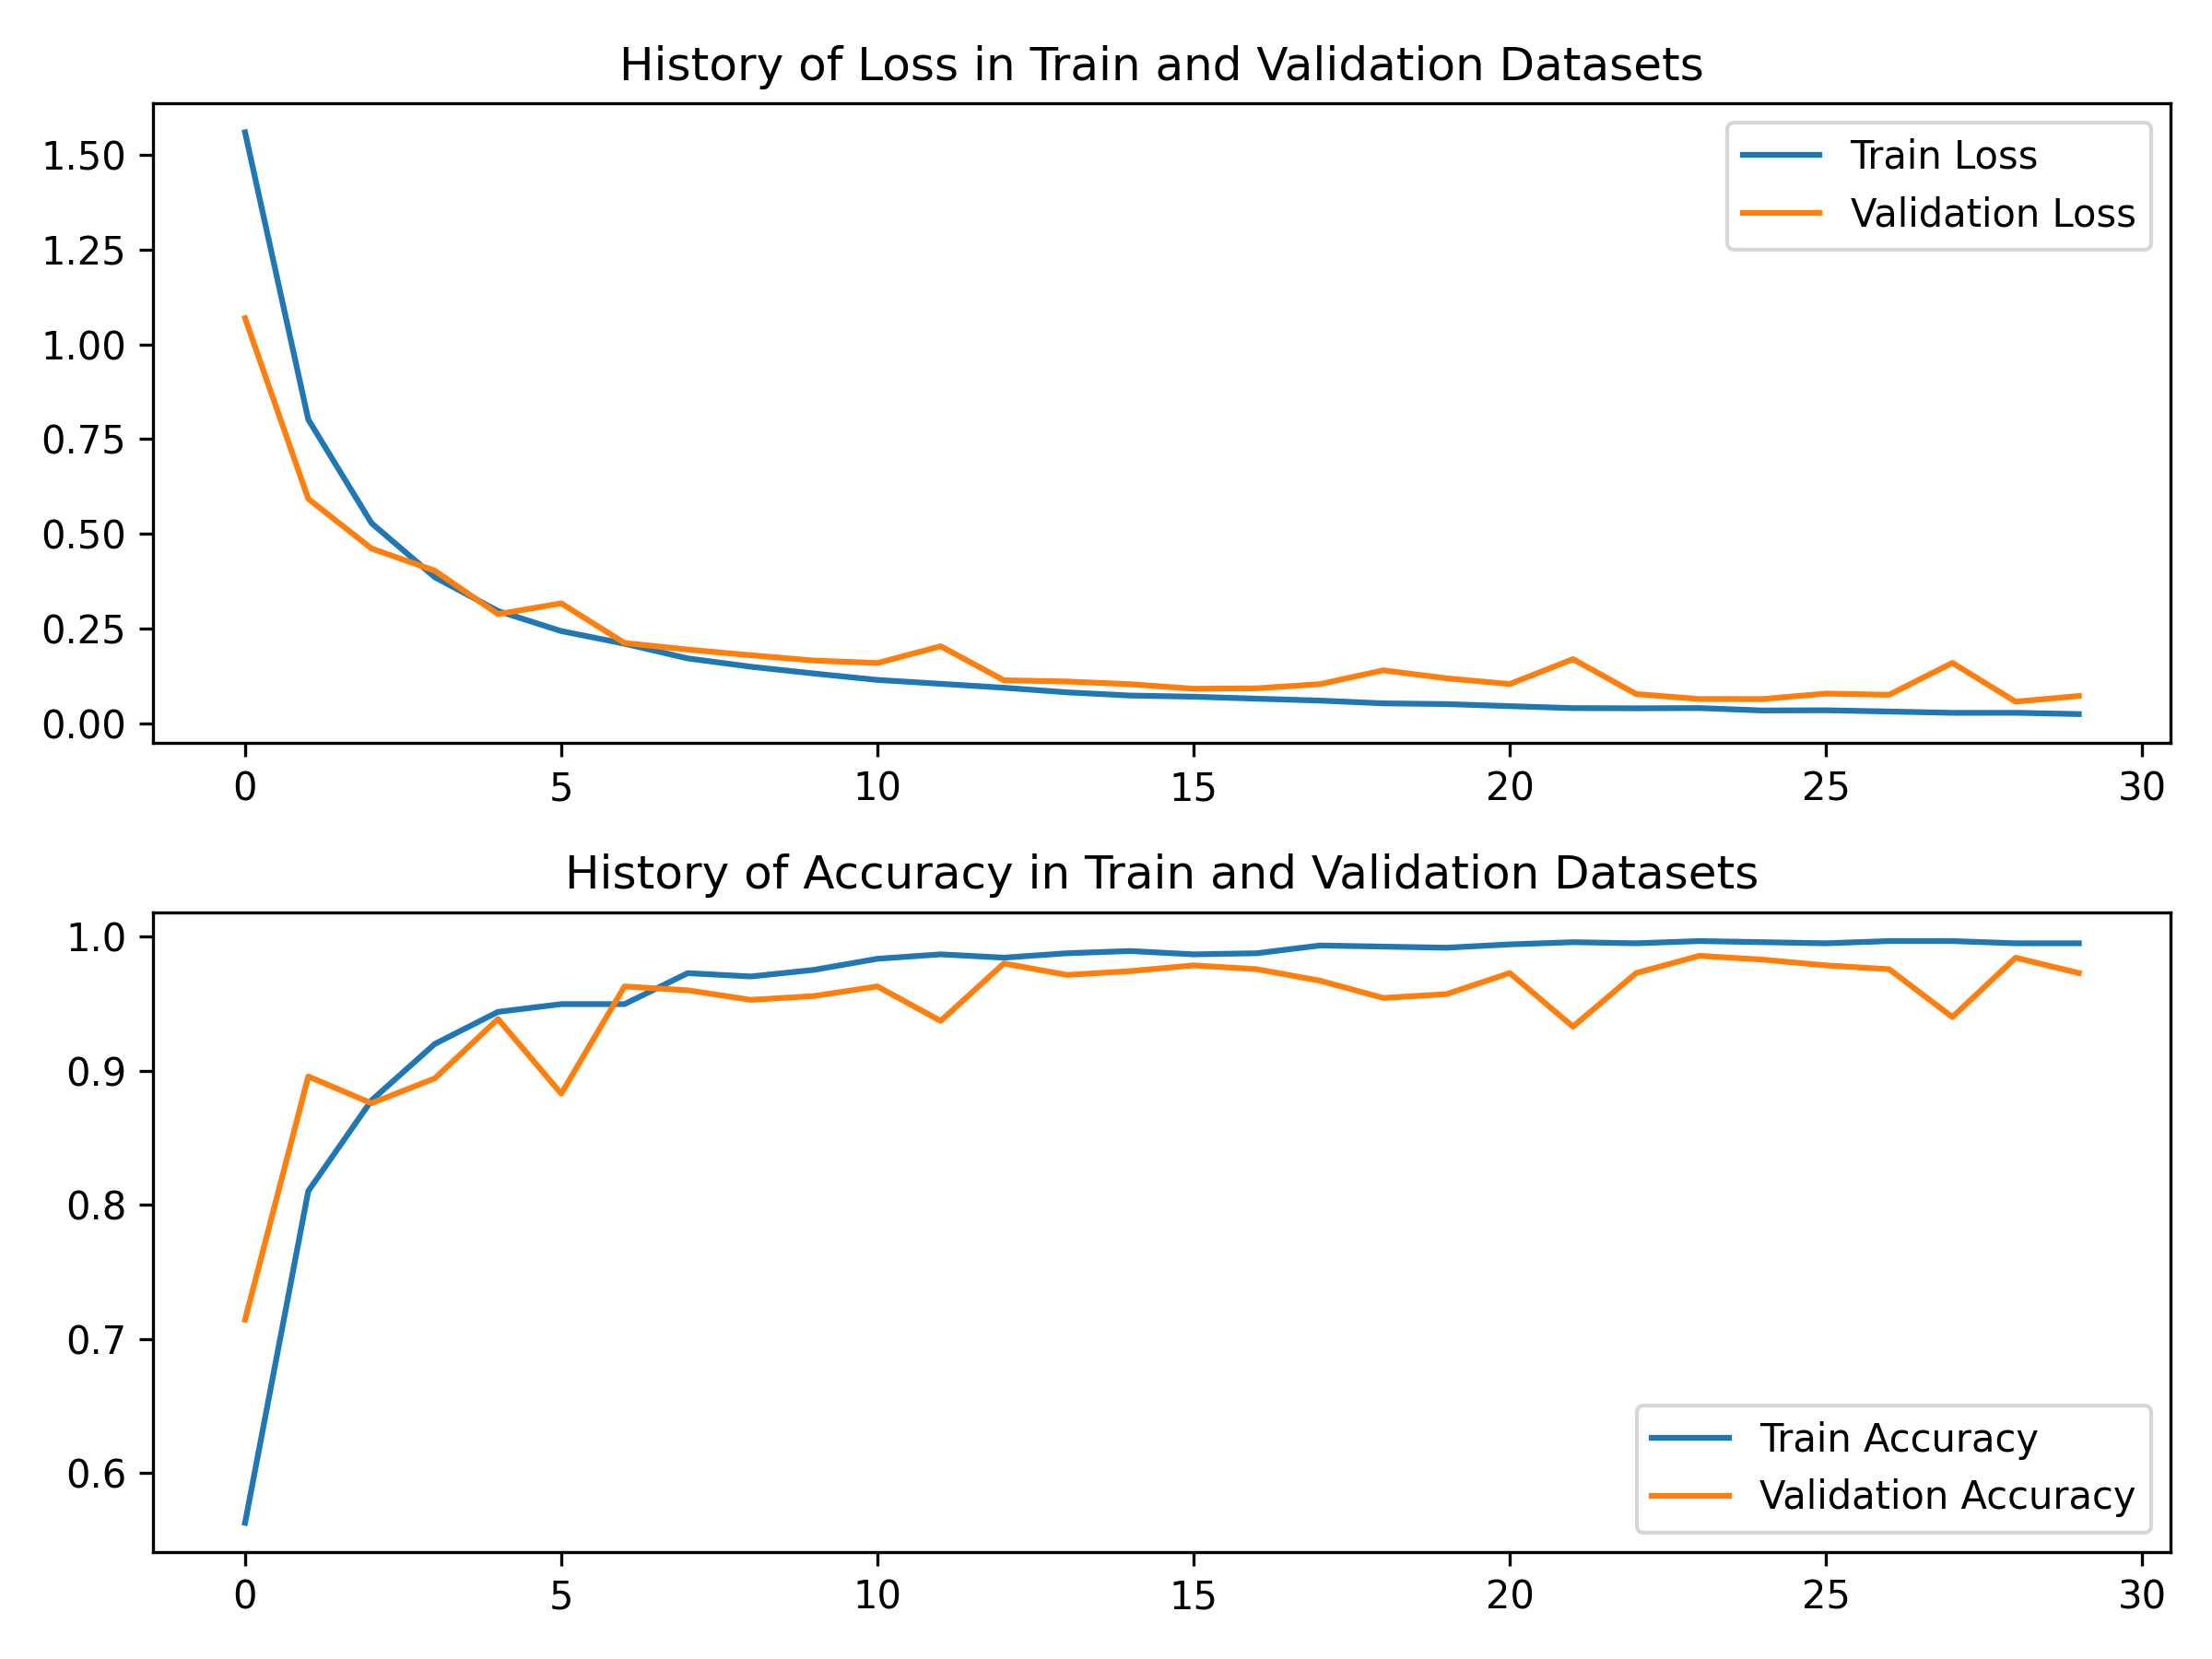 History of Loss in Train and Validation Datasets
1.50
1.25
1.00
0.75
0.50
0.25
0.00
Train Loss
Validation Loss
0 5 10 15 20 25 30
History of Accuracy in Train and Validation Datasets
1.0
0.9
0.8
0.7
0.6
Train Accuracy
Validation Accuracy
0 5 10 15 20 25 30